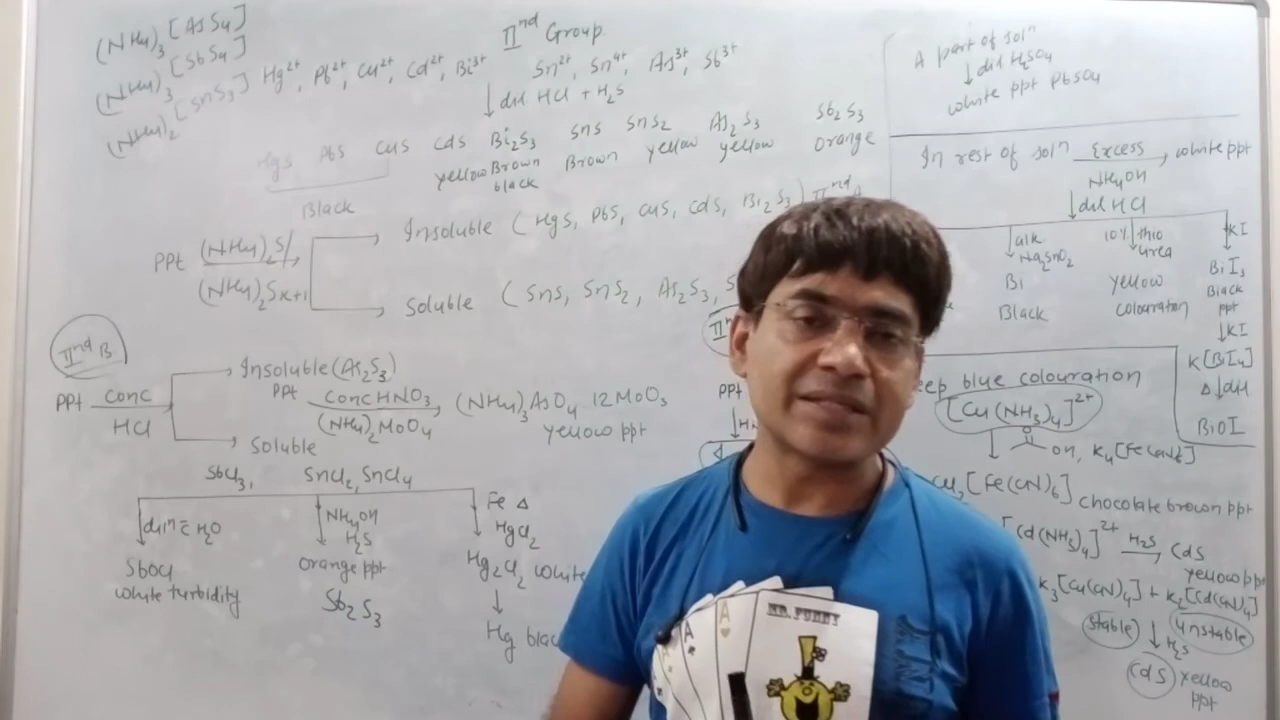 (NH4)3 [AsS4]
(NH4)3 [SbS4]
(NH4)2 [SnS3]
IInd Group
Hg2+, Pb2+, Cu2+, Cd2+, Bi3+ Sn2+, Sn4+, As3+, Sb3+
↓ dil HCl + H2S
HgS PbS CuS CdS Bi2S3 SnS SnS2 As2S3 Sb2S3
Black yellow Brown black Brown yellow yellow orange
PPt (NH4)2S/ (NH4)2Sx+1
Insoluble (HgS, PbS, CuS, CdS, Bi2S3) IInd A
Soluble (SnS, SnS2, As2S3, S
IInd B
PPt conc HCl
Insoluble (As2S3)
PPt conc HNO3, (NH4)2MoO4 (NH4)3AsO4 12MoO3
yellow ppt
Soluble
SbCl3, SnCl2, SnCl4
↓ diln c̄ H2O
SbOCl
white turbidity
↓ NH4OH H2S
orange ppt
Sb2S3
Fe Δ
↓ HgCl2
Hg2Cl2 white
↓
Hg blac
IInd
PPt
A part of soln
↓ dil H2SO4
white ppt PbSO4
In rest of soln Excess NH4OH, white ppt
↓ dil HCl
↓ alk Na2SnO2
Bi
Black
10% ↓ thio urea
yellow
colouration
↓ KI
BiI3
Black
ppt
↓ KI
K[BiI4]
Δ ↓ dil
BiOI
eep blue colouration
[Cu(NH3)4]2+
↓ OH, K4[Fe(CN)6]
Cu2[Fe(CN)6] chocolate brown ppt
[Cd(NH3)4]2+ H2S → CdS
yellow ppt
K3[Cu(CN)4] + K2[Cd(CN)4]
stable unstable
↓ H2S
CdS yellow
ppt
MR. FUNNY
A
A